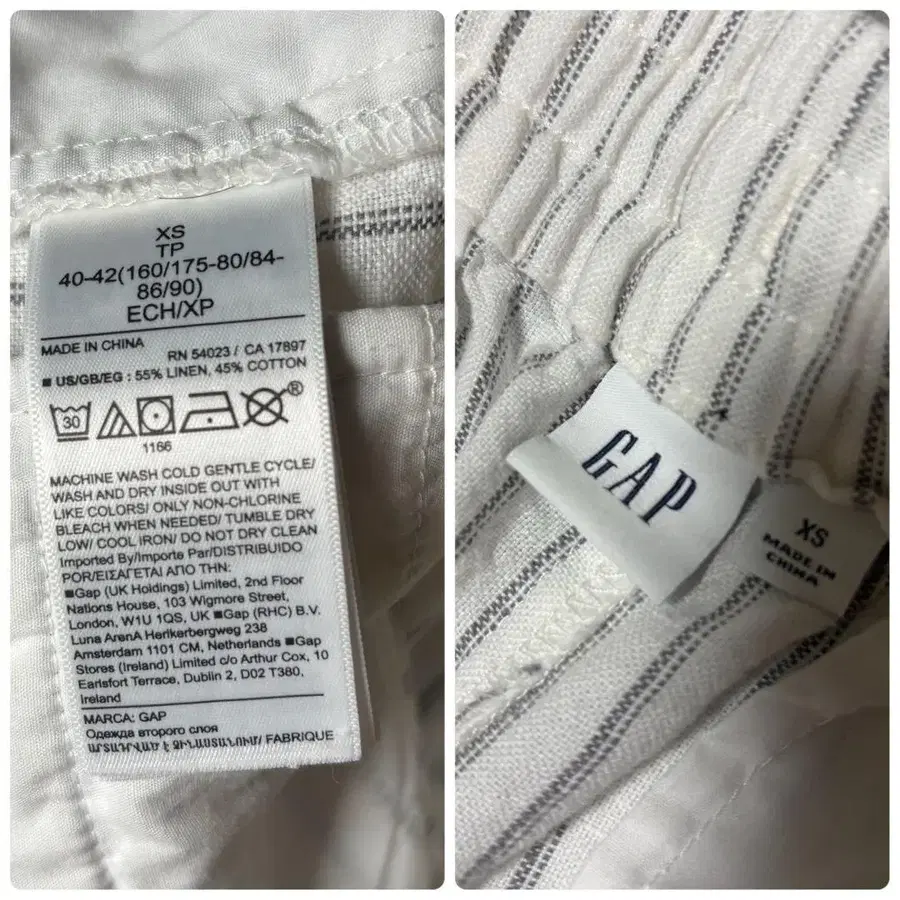 XS
TP
40-42(160/175-80/84-
86/90)
ECH/XP
MADE IN CHINA
RN 54023 / CA 17897
■ US/GB/EG : 55% LINEN, 45% COTTON
30
®
1166
MACHINE WASH COLD GENTLE CYCLE/
WASH AND DRY INSIDE OUT WITH
LIKE COLORS/ ONLY NON-CHLORINE
BLEACH WHEN NEEDED/ TUMBLE DRY
LOW/ COOL IRON/ DO NOT DRY CLEAN
Imported By/Importe Par/DISTRIBUIDO
POR/ΕΙΣΑΓΕΤΑΙ ΑΠΟ ΤΗΝ:
■Gap (UK Holdings) Limited, 2nd Floor
Nations House, 103 Wigmore Street,
London, W1U 1QS, UK ■Gap (RHC) B.V.
Luna ArenA Herikerbergweg 238
Amsterdam 1101 CM, Netherlands ■Gap
Stores (Ireland) Limited c/o Arthur Cox, 10
Earlsfort Terrace, Dublin 2, D02 T380,
Ireland
MARCA: GAP
Одежда второго слоя
ԱՐՏԱԴՐՎԱԾ Է ՉԻՆԱՍՏԱՆՈՒՄ/ FABRIQUE
GAP
XS
MADE IN
CHINA